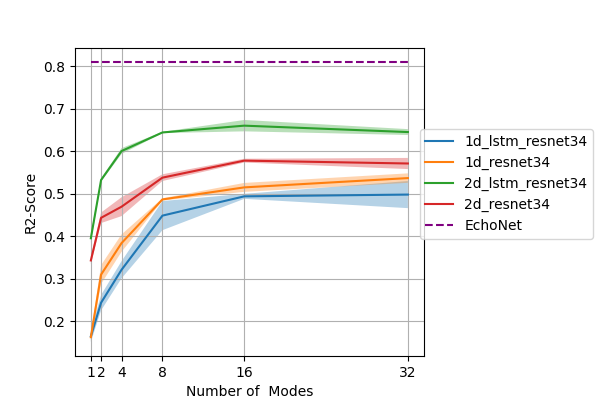 0.8
0.7
0.6
0.5
0.4
0.3
0.2
R2-Score
1 2 4 8 16 32
Number of  Modes
1d_lstm_resnet34
1d_resnet34
2d_lstm_resnet34
2d_resnet34
EchoNet